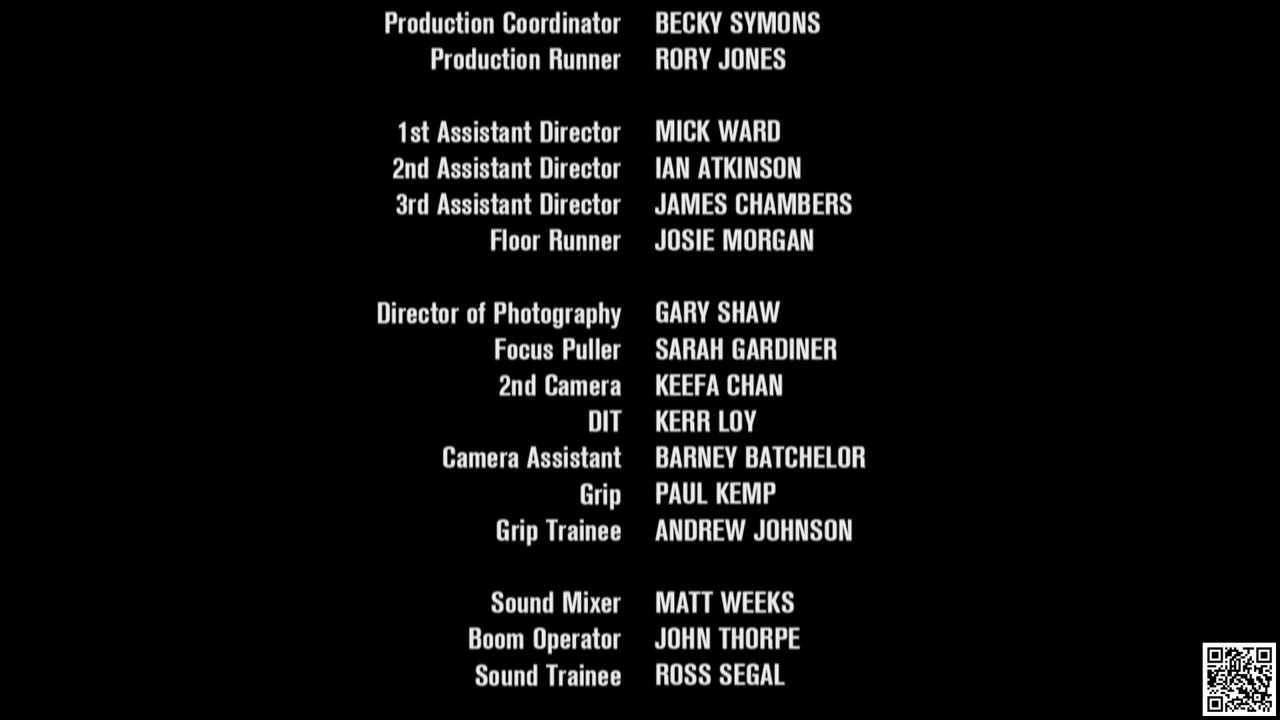 Production Coordinator BECKY SYMONS
Production Runner RORY JONES
1st Assistant Director MICK WARD
2nd Assistant Director IAN ATKINSON
3rd Assistant Director JAMES CHAMBERS
Floor Runner JOSIE MORGAN
Director of Photography GARY SHAW
Focus Puller SARAH GARDINER
2nd Camera KEEFA CHAN
DIT KERR LOY
Camera Assistant BARNEY BATCHELOR
Grip PAUL KEMP
Grip Trainee ANDREW JOHNSON
Sound Mixer MATT WEEKS
Boom Operator JOHN THORPE
Sound Trainee ROSS SEGAL